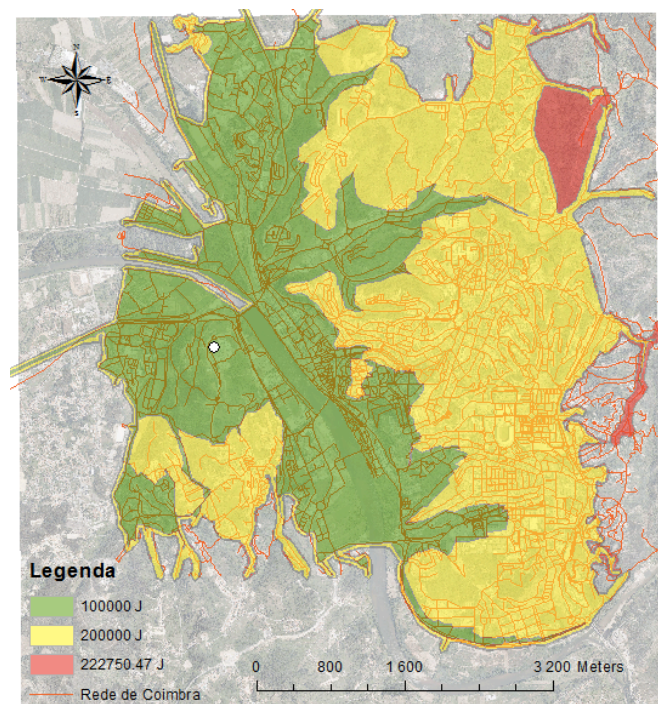 N
W E
S
Legenda
100000 J
200000 J
222750.47 J
Rede de Coimbra
0 800 1 600 3 200 Meters